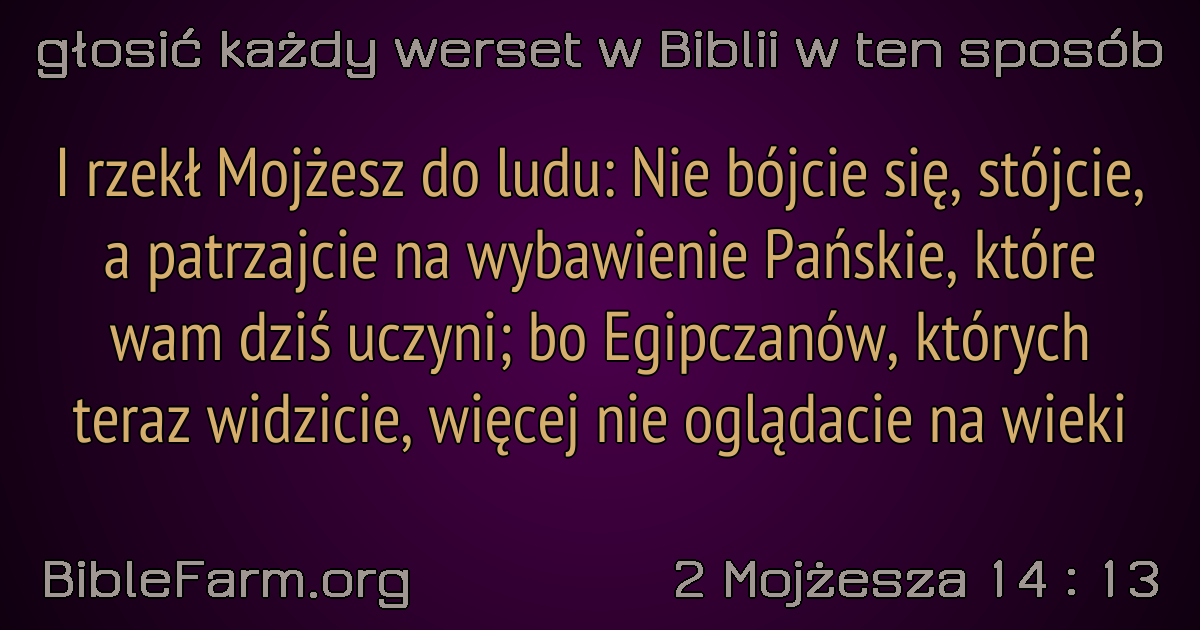 głosić każdy werset w Biblii w ten sposób
I rzekł Mojżesz do ludu: Nie bójcie się, stójcie,
a patrzajcie na wybawienie Pańskie, które
wam dziś uczyni; bo Egipczanów, których
teraz widzicie, więcej nie oglądacie na wieki
BibleFarm.org
2 Mojżesza 14 : 13